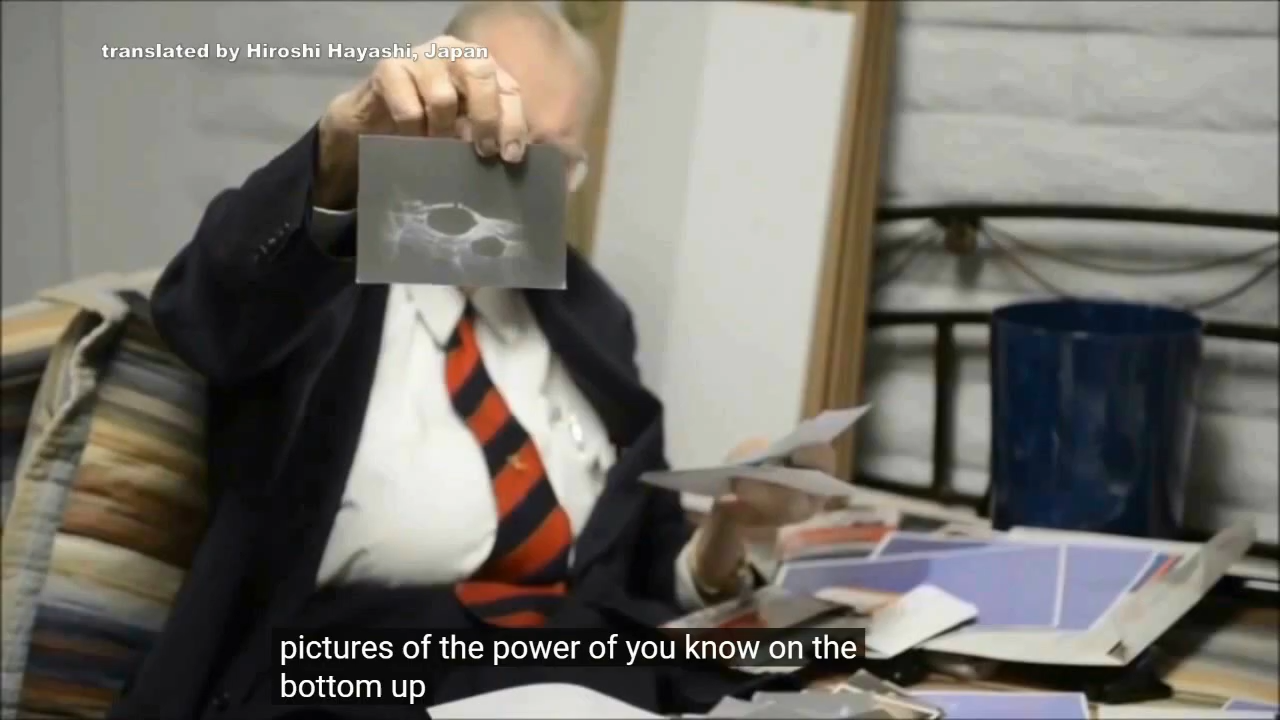 translated by Hiroshi Hayashi, Japan
pictures of the power of you know on the
bottom up